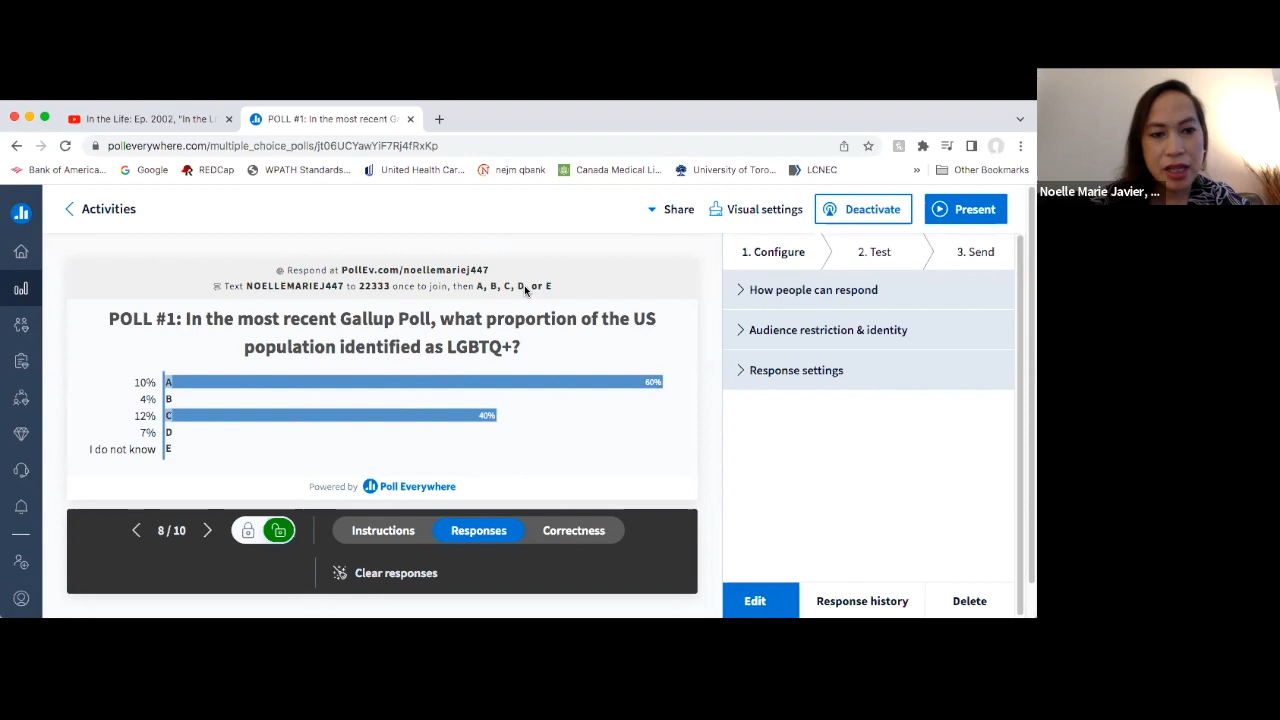 In the Life: Ep. 2002, "In the L
POLL #1: In the most recent G
polleverywhere.com/multiple_choice_polls/jt06UCYawYiF7Rj4fRxKp
Bank of America... Google REDCap WPATH Standards... United Health Car... nejm qbank Canada Medical Li... University of Toro... LCNEC » Other Bookmarks
Noelle Marie Javier, ...
Activities Share Visual settings Deactivate Present
1. Configure 2. Test 3. Send
Respond at PollEv.com/noellemariej447
Text NOELLEMARIEJ447 to 22333 once to join, then A, B, C, D, or E
POLL #1: In the most recent Gallup Poll, what proportion of the US
population identified as LGBTQ+?
10% A 60%
4% B
12% C 40%
7% D
I do not know E
Powered by Poll Everywhere
8 / 10 Instructions Responses Correctness
Clear responses
How people can respond
Audience restriction & identity
Response settings
Edit Response history Delete